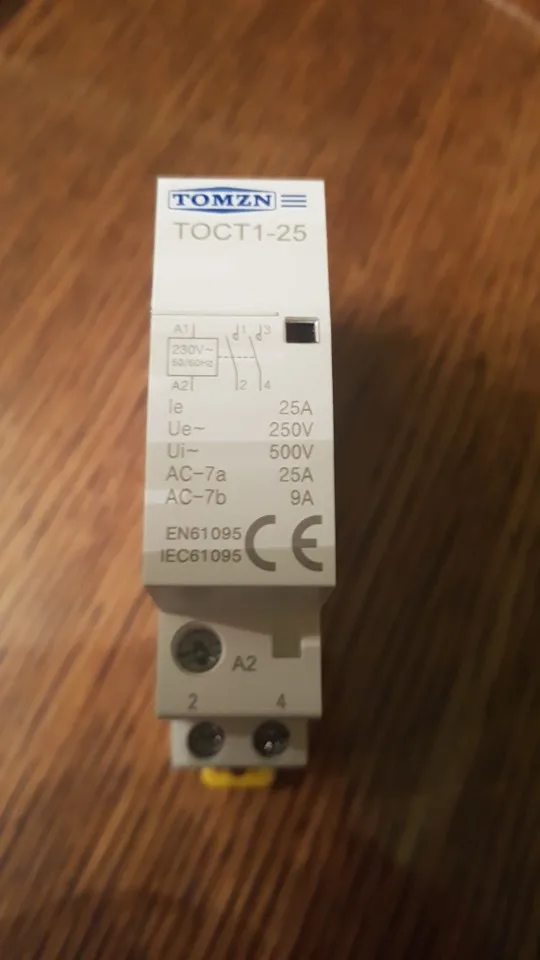 TOMZN
TOCT1-25
A1 1 3
230V~
50/60Hz
A2 2 4
Ie 25A
Ue~ 250V
Ui~ 500V
AC-7a 25A
AC-7b 9A
EN61095
IEC61095 CE
A2
2 4